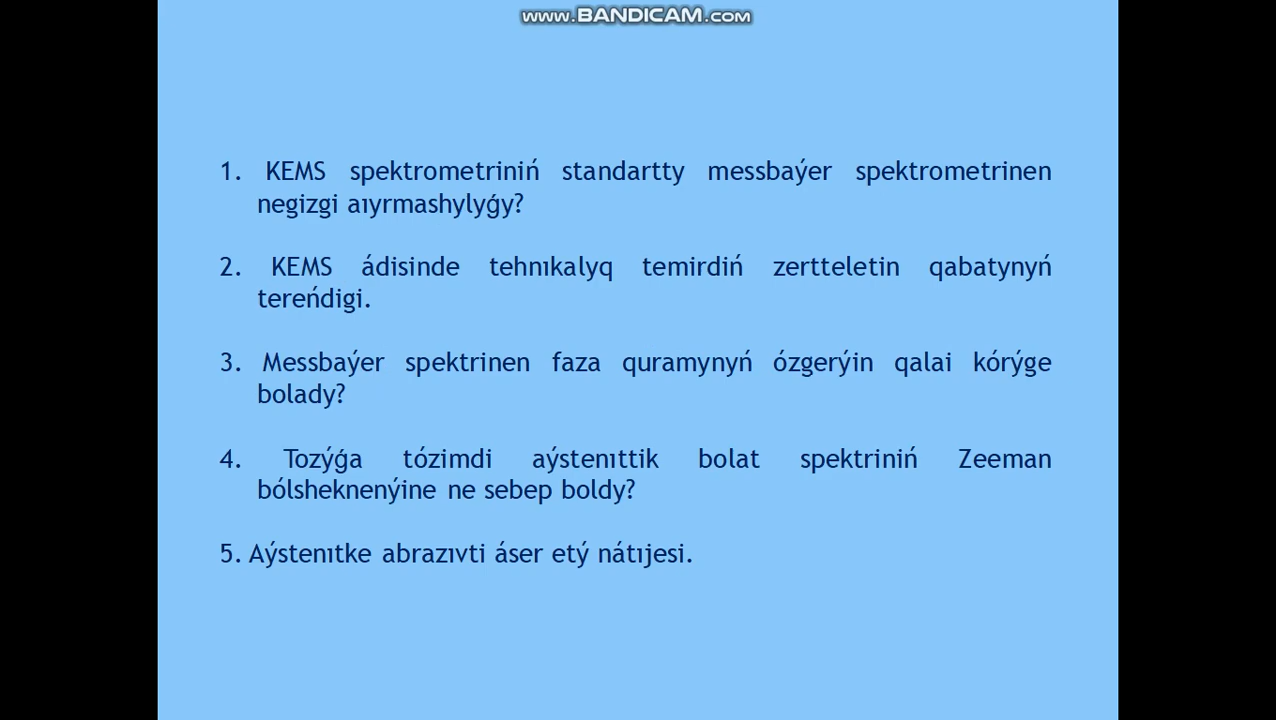 www.BANDICAM.com
1. KEMS spektrometriniń standartty messbaýer spektrometrinen
negizgi aıyrmashylyǵy?
2. KEMS ádisinde tehnıkalyq temirdiń zertteletin qabatynyń
tereńdigi.
3. Messbaýer spektrinen faza quramynyń ózgerýin qalai kórýge
bolady?
4. Tozýǵa tózimdi aýstenıttik bolat spektriniń Zeeman
bólsheknenýine ne sebep boldy?
5. Aýstenıtke abrazıvti áser etý nátıjesi.